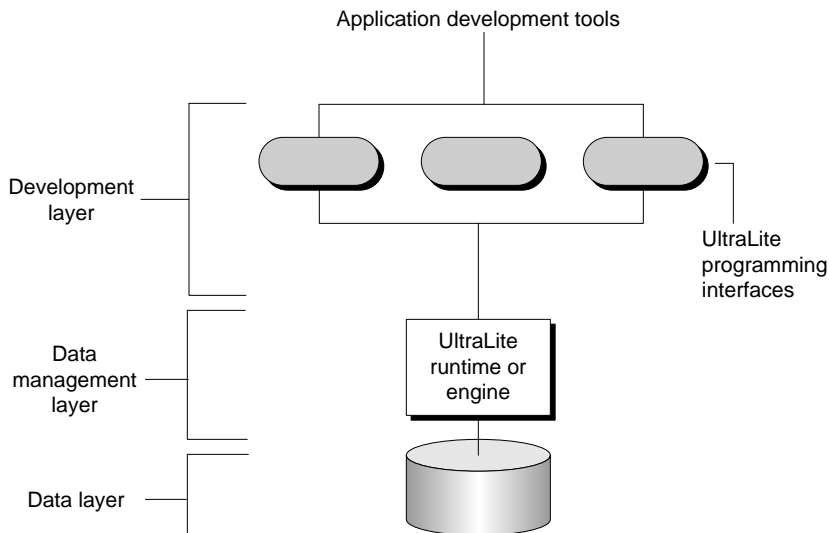 Application development tools
Development
layer
UltraLite
programming
interfaces
Data
management
layer
UltraLite
runtime or
engine
Data layer